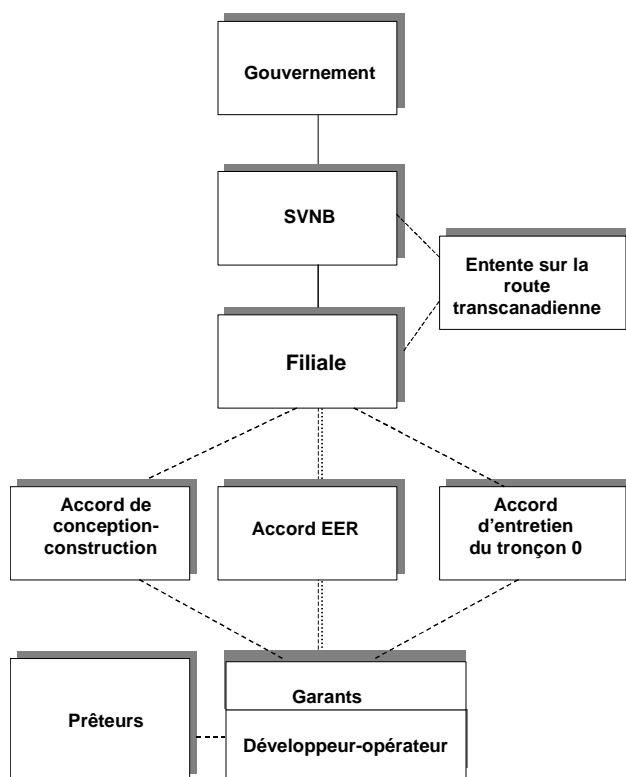 Gouvernement
SVNB
Entente sur la
route
transcanadienne
Filiale
Accord de
conception-
construction
Accord EER
Accord
d'entretien
du tronçon 0
Prêteurs
Garants
Développeur-opérateur